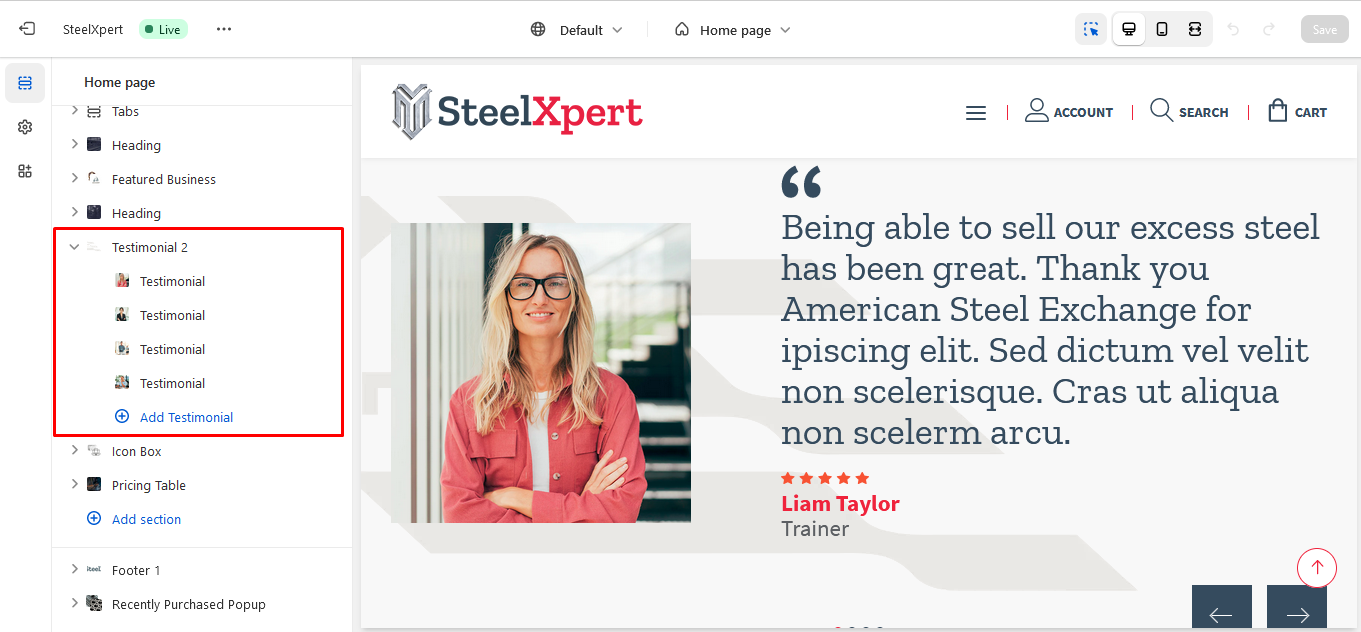 SteelXpert
Live
Default
Home page
Save
Home page
Tabs
Heading
Featured Business
Heading
Testimonial 2
Testimonial
Testimonial
Testimonial
Testimonial
Add Testimonial
Icon Box
Pricing Table
Add section
Footer 1
Recently Purchased Popup
SteelXpert
ACCOUNT
SEARCH
CART
“
Being able to sell our excess steel
has been great. Thank you
American Steel Exchange for
ipiscing elit. Sed dictum vel velit
non scelerisque. Cras ut aliqua
non scelerm arcu.
Liam Taylor
Trainer